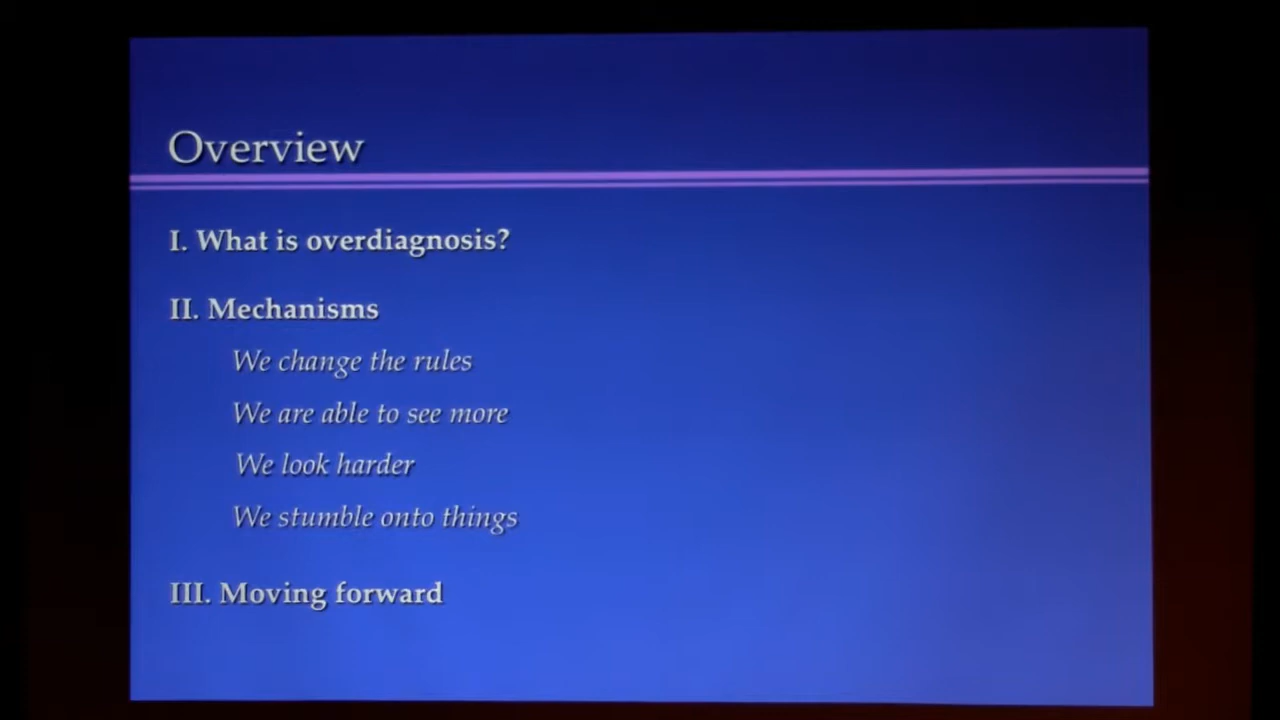 Overview
I. What is overdiagnosis?
II. Mechanisms
We change the rules
We are able to see more
We look harder
We stumble onto things
III. Moving forward